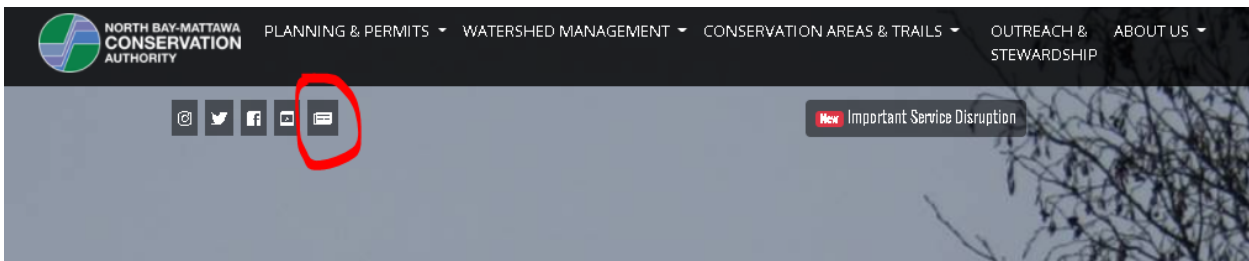 NORTH BAY-MATTAWA
CONSERVATION
AUTHORITY
PLANNING & PERMITS
WATERSHED MANAGEMENT
CONSERVATION AREAS & TRAILS
OUTREACH &
STEWARDSHIP
ABOUT US
New Important Service Disruption